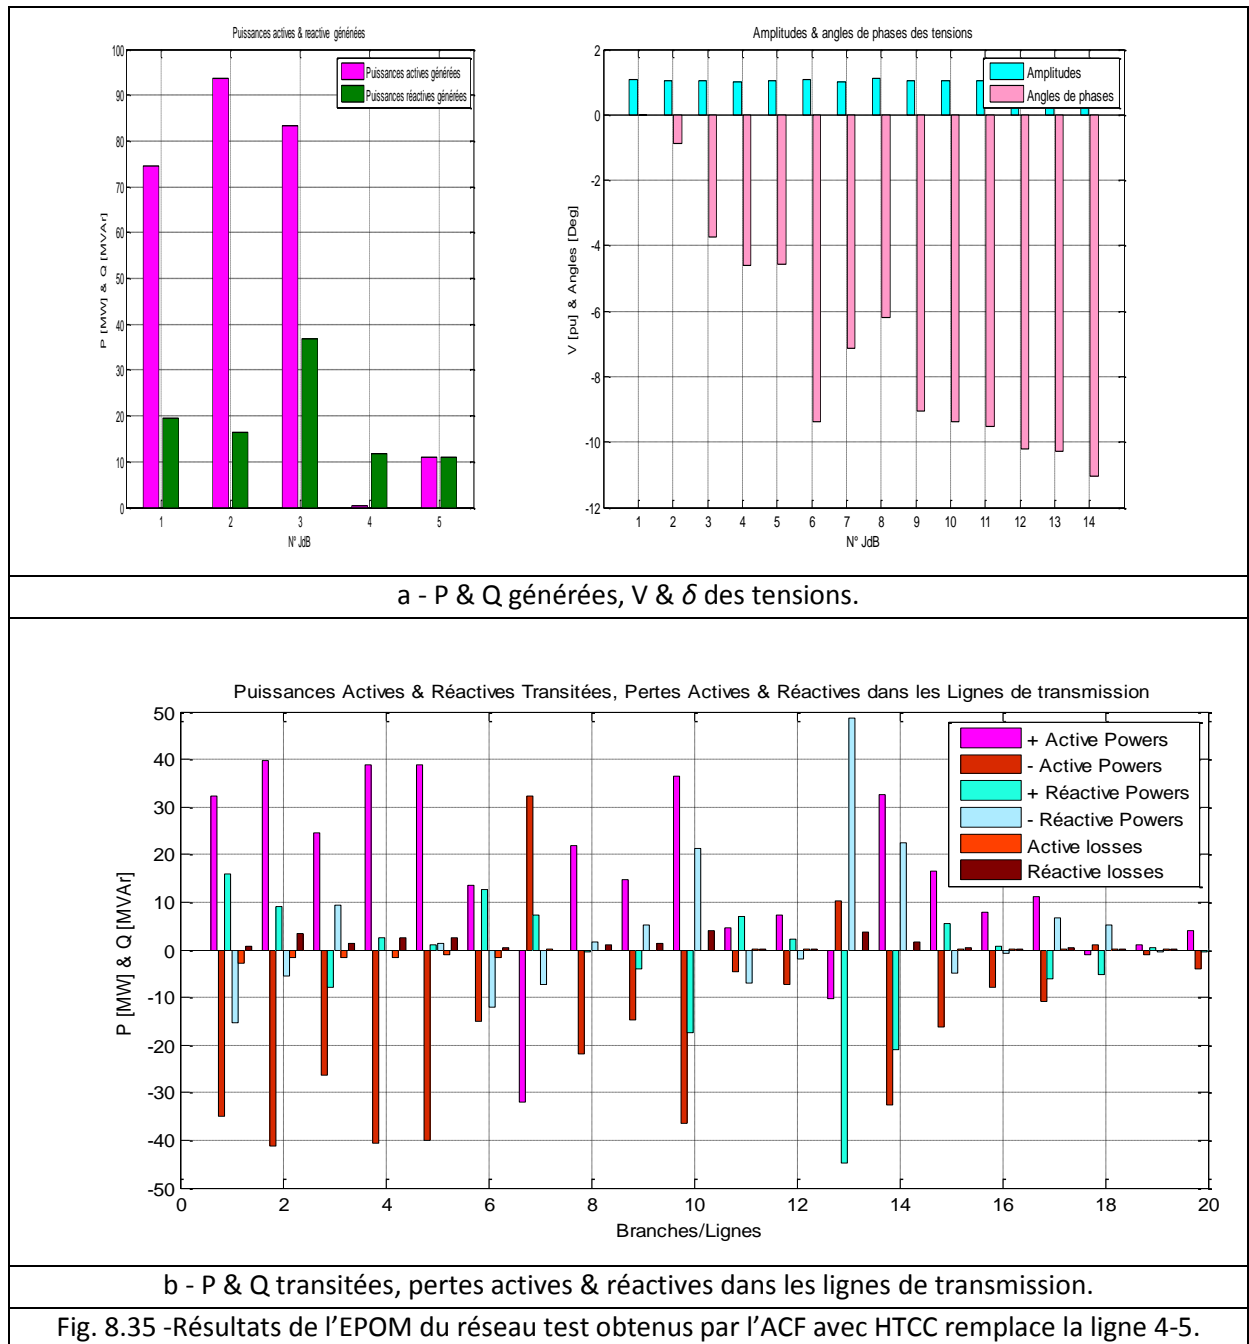 Puissances actives & reactive générées
100
90
80
70
60
50
40
30
20
10
0
P [MW] & Q [MVAr]
Puissances actives générées
Puissances réactives générées
1 2 3 4 5
N° JdB
Amplitudes & angles de phases des tensions
2
0
-2
-4
-6
-8
-10
-12
V [pu] & Angles [Deg]
Amplitudes
Angles de phases
1 2 3 4 5 6 7 8 9 10 11 12 13 14
N° JdB
a - P & Q générées, V & δ des tensions.
Puissances Actives & Réactives Transitées, Pertes Actives & Réactives dans les Lignes de transmission
50
40
30
20
10
0
-10
-20
-30
-40
-50
P [MW] & Q [MVAr]
+ Active Powers
- Active Powers
+ Réactive Powers
- Réactive Powers
Active losses
Réactive losses
0 2 4 6 8 10 12 14 16 18 20
Branches/Lignes
b - P & Q transitées, pertes actives & réactives dans les lignes de transmission.
Fig. 8.35 -Résultats de l’EPOM du réseau test obtenus par l’ACF avec HTCC remplace la ligne 4-5.